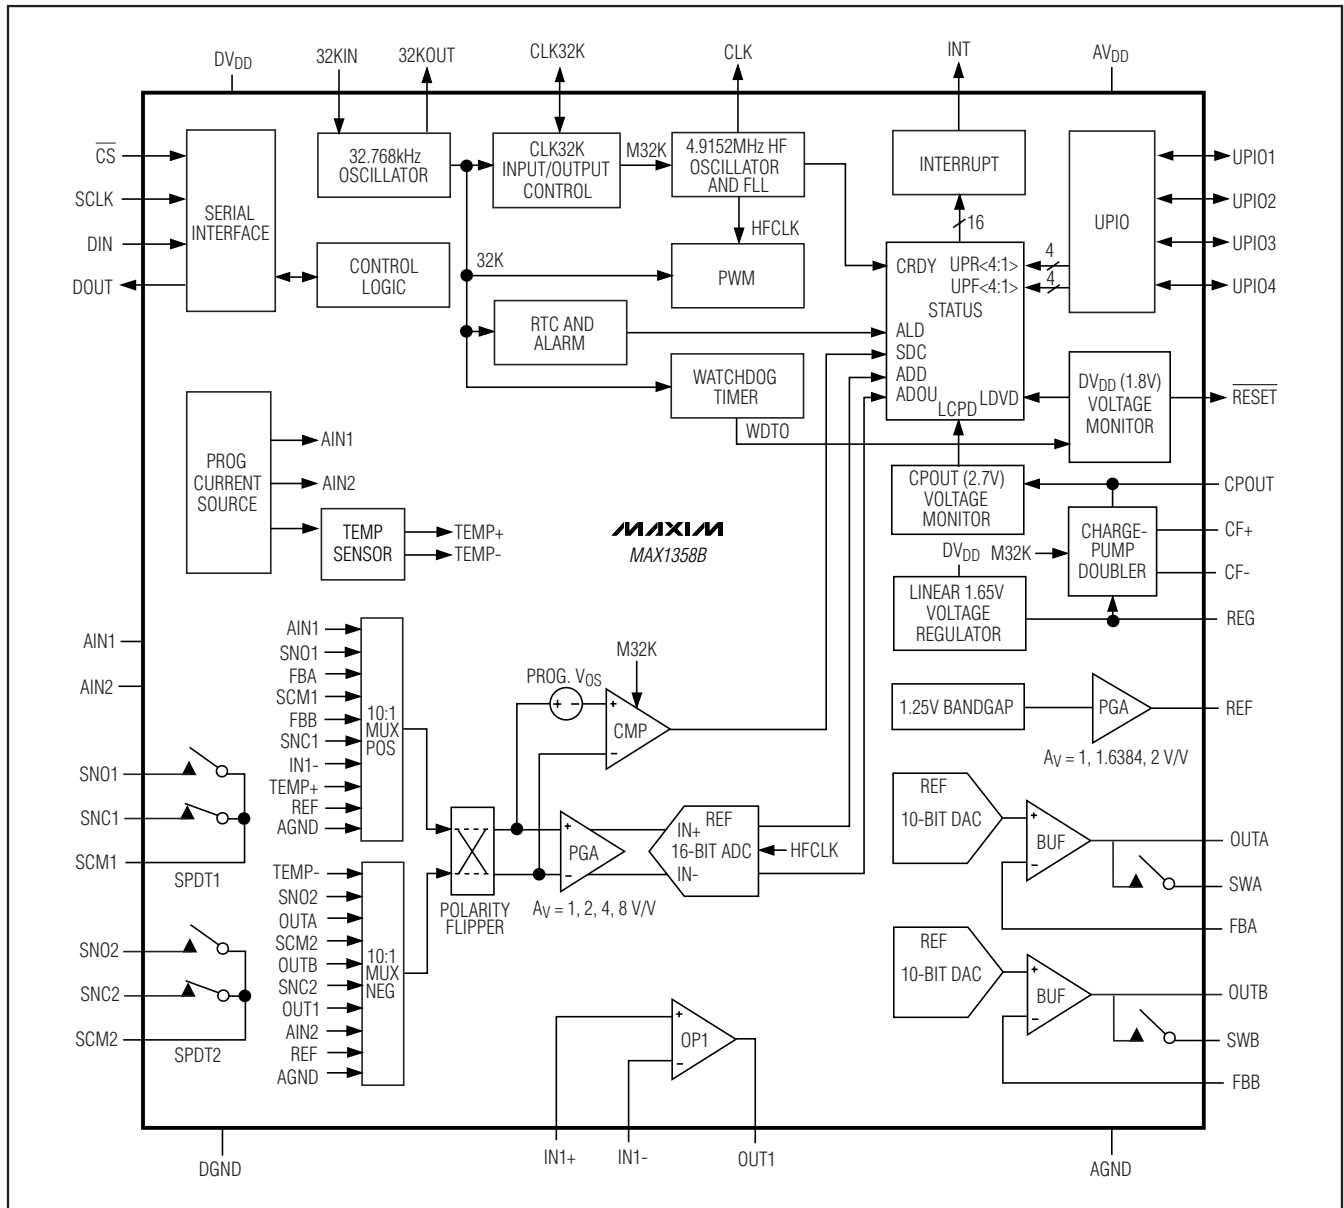 DVDD
32KIN
32KOUT
CLK32K
CLK
INT
AVDD
CS
SCLK
DIN
DOUT
SERIAL
INTERFACE
32.768kHz
OSCILLATOR
CONTROL
LOGIC
CLK32K
INPUT/OUTPUT
CONTROL
M32K
4.9152MHz HF
OSCILLATOR
AND FLL
HFCLK
32K
PWM
RTC AND
ALARM
WATCHDOG
TIMER
WDTO
INTERRUPT
16
CRDY
UPR<4:1>
UPF<4:1>
STATUS
ALD
SDC
ADD
ADOU
LDVD
LCPD
4
4
UPIO
UPIO1
UPIO2
UPIO3
UPIO4
DVDD (1.8V)
VOLTAGE
MONITOR
RESET
PROG
CURRENT
SOURCE
AIN1
AIN2
TEMP
SENSOR
TEMP+
TEMP-
MAXIM
MAX1358B
CPOUT (2.7V)
VOLTAGE
MONITOR
CPOUT
CHARGE-
PUMP
DOUBLER
M32K
CF+
CF-
DVDD
LINEAR 1.65V
VOLTAGE
REGULATOR
REG
AIN1
AIN2
SNO1
SNC1
SCM1
SPDT1
SNO2
SNC2
SCM2
SPDT2
AIN1
SNO1
FBA
SCM1
FBB
SNC1
IN1-
TEMP+
REF
AGND
10:1
MUX
POS
TEMP-
SNO2
OUTA
SCM2
OUTB
SNC2
OUT1
AIN2
REF
AGND
10:1
MUX
NEG
POLARITY
FLIPPER
PROG. VOS
+ -
M32K
+
CMP
-
+
PGA
-
AV = 1, 2, 4, 8 V/V
REF
IN+
16-BIT ADC
IN-
HFCLK
1.25V BANDGAP
PGA
REF
AV = 1, 1.6384, 2 V/V
REF
10-BIT DAC
+
BUF
-
OUTA
SWA
FBA
REF
10-BIT DAC
+
BUF
-
OUTB
SWB
FBB
+
OP1
-
DGND
IN1+
IN1-
OUT1
AGND